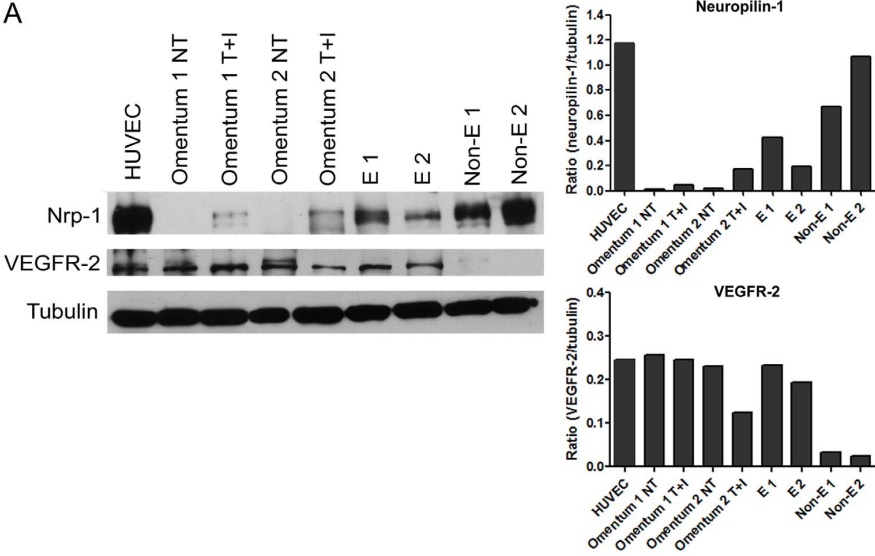 A
HUVEC
Omentum 1 NT
Omentum 1 T+I
Omentum 2 NT
Omentum 2 T+I
E 1
E 2
Non-E 1
Non-E 2
Nrp-1
VEGFR-2
Tubulin
Neuropilin-1
Ratio (neuropilin-1/tubulin)
1.4
1.2
1.0
0.8
0.6
0.4
0.2
0.0
HUVEC
Omentum 1 NT
Omentum 1 T+I
Omentum 2 NT
Omentum 2 T+I
E 1
E 2
Non-E 1
Non-E 2
VEGFR-2
Ratio (VEGFR-2/tubulin)
0.4
0.3
0.2
0.1
0.0
HUVEC
Omentum 1 NT
Omentum 1 T+I
Omentum 2 NT
Omentum 2 T+I
E 1
E 2
Non-E 1
Non-E 2